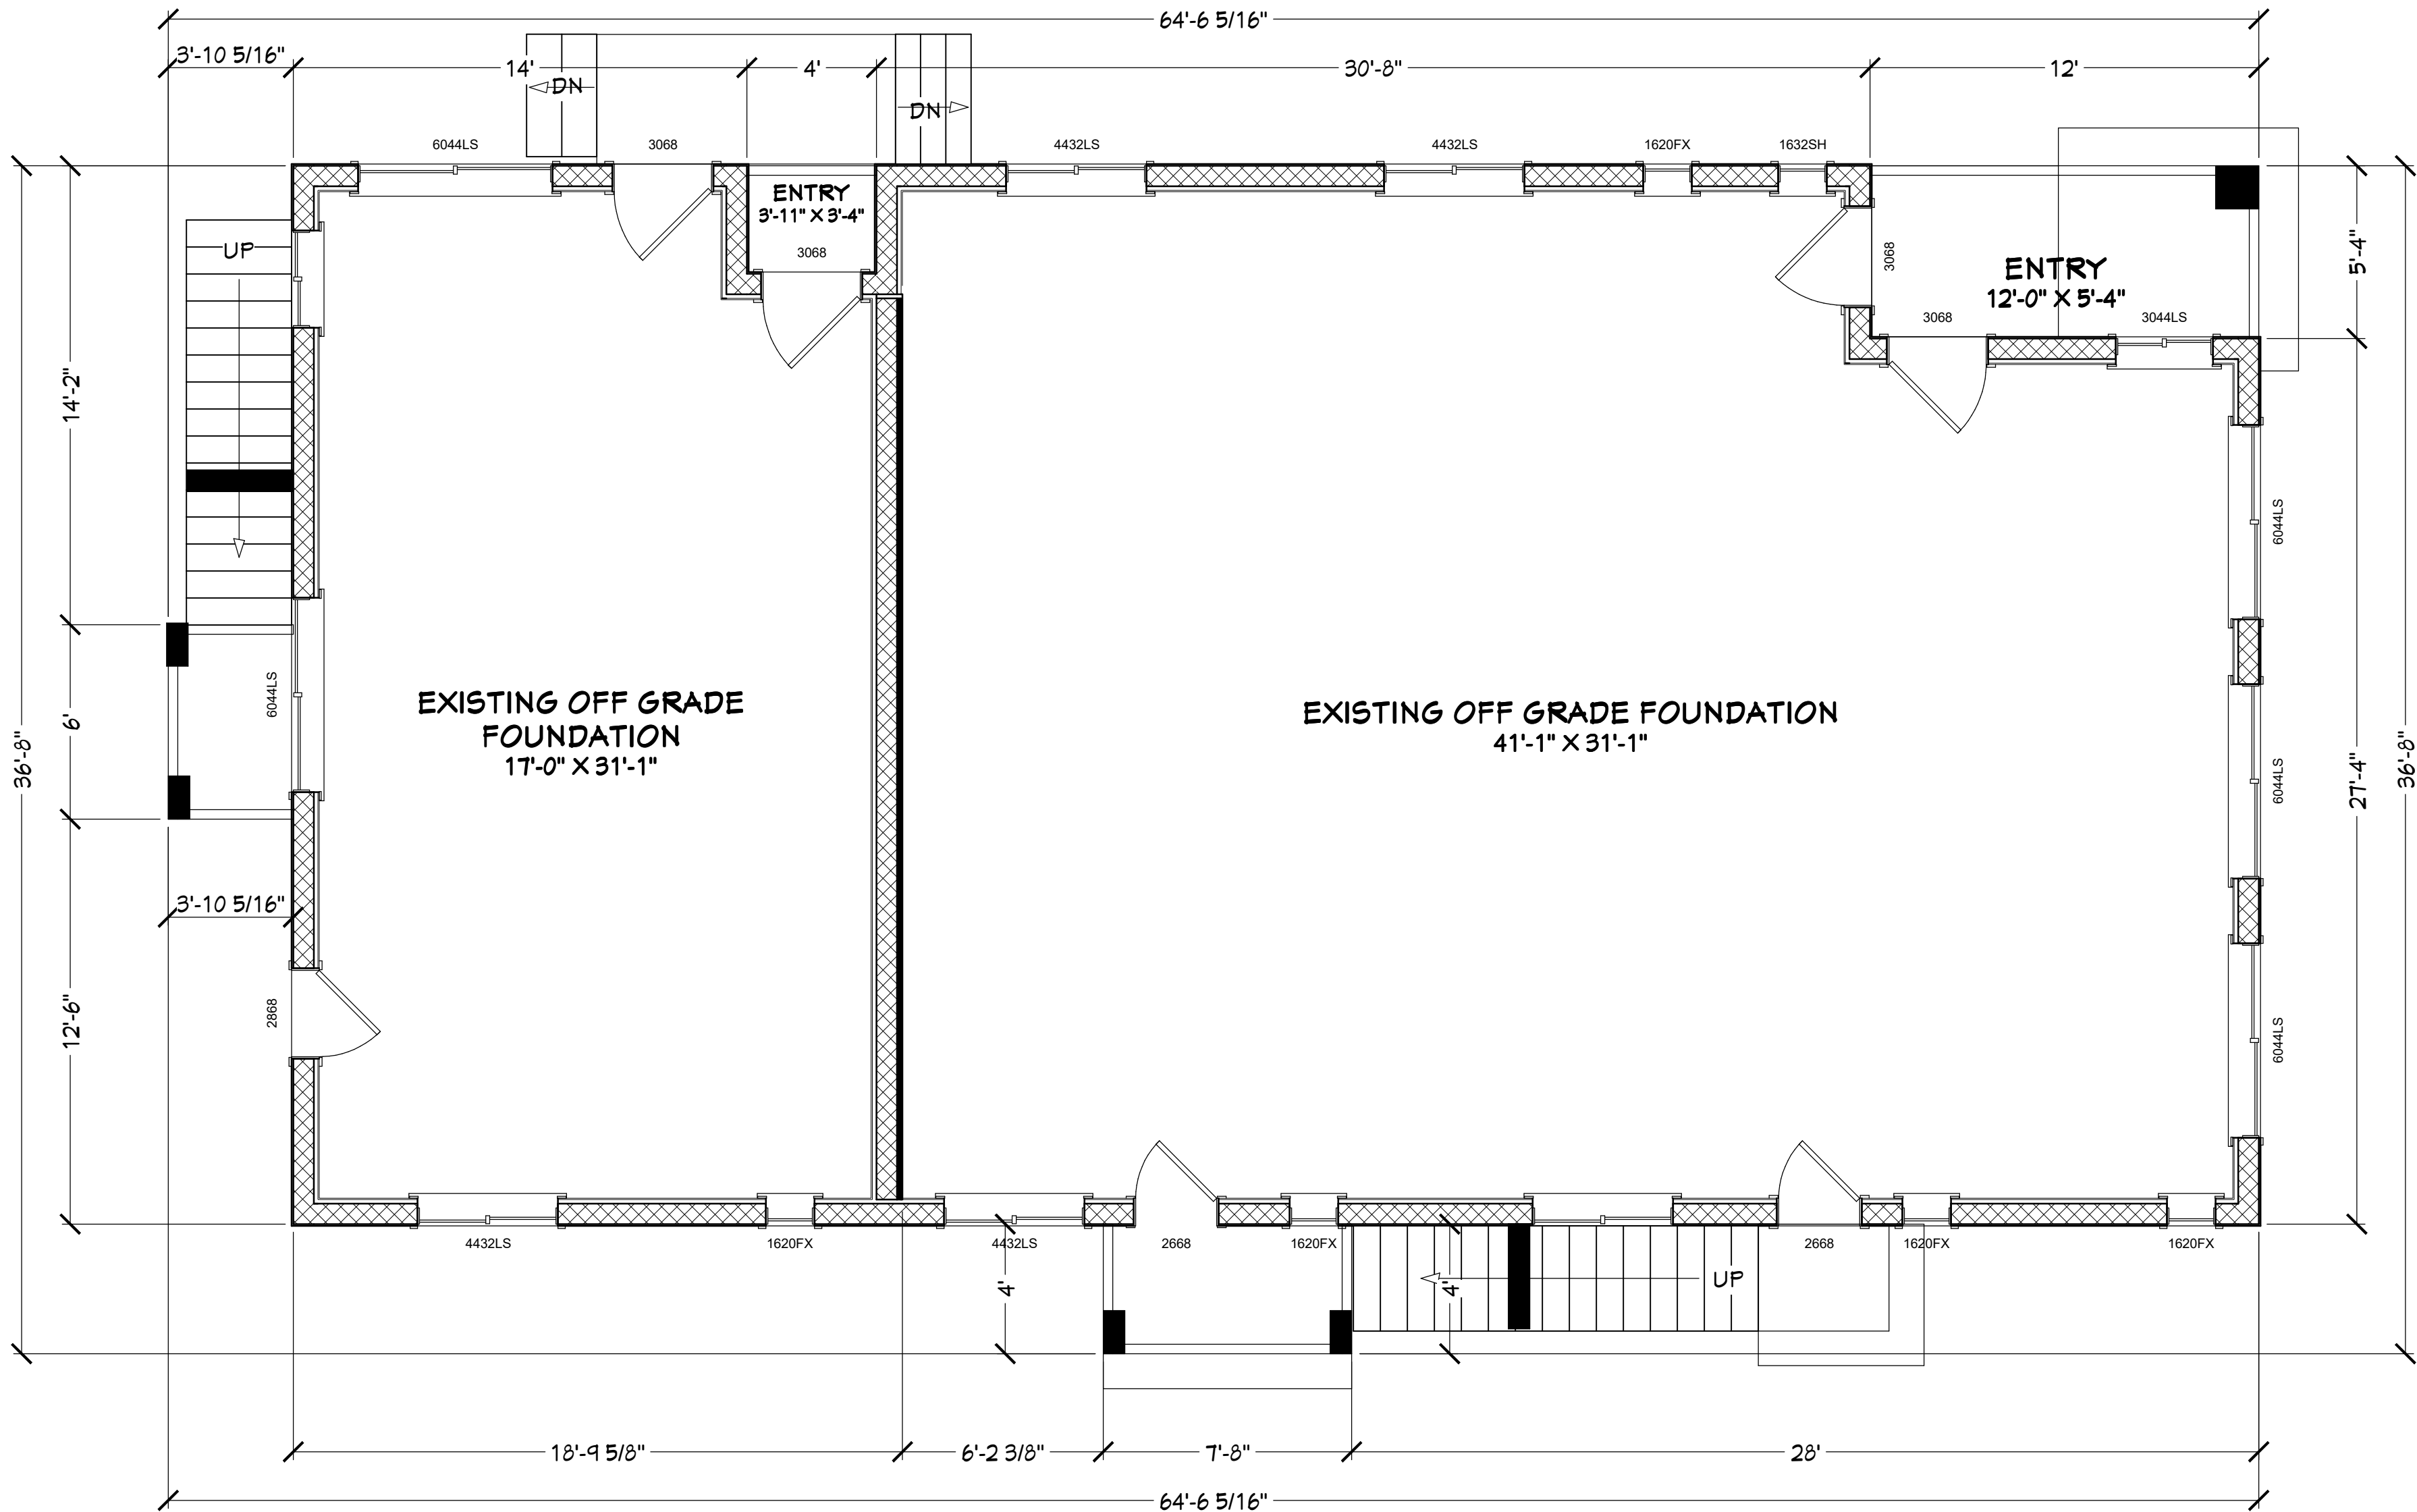 64'-6 5/16"
3'-10 5/16"
14'
4'
30'-8"
12'
DN
DN
6044LS
3068
4432LS
4432LS
1620FX
1632SH
ENTRY
3'-11" X 3'-4"
3068
UP
3068
ENTRY
12'-0" X 5'-4"
3068
3044LS
5'-4"
14'-2"
6044LS
EXISTING OFF GRADE
FOUNDATION
17'-0" X 31'-1"
EXISTING OFF GRADE FOUNDATION
41'-1" X 31'-1"
6044LS
6'
36'-8"
6044LS
27'-4"
36'-8"
3'-10 5/16"
2868
12'-6"
6044LS
4432LS
1620FX
4432LS
2668
1620FX
2668
1620FX
1620FX
4'
4'
UP
18'-9 5/8"
6'-2 3/8"
7'-8"
28'
64'-6 5/16"